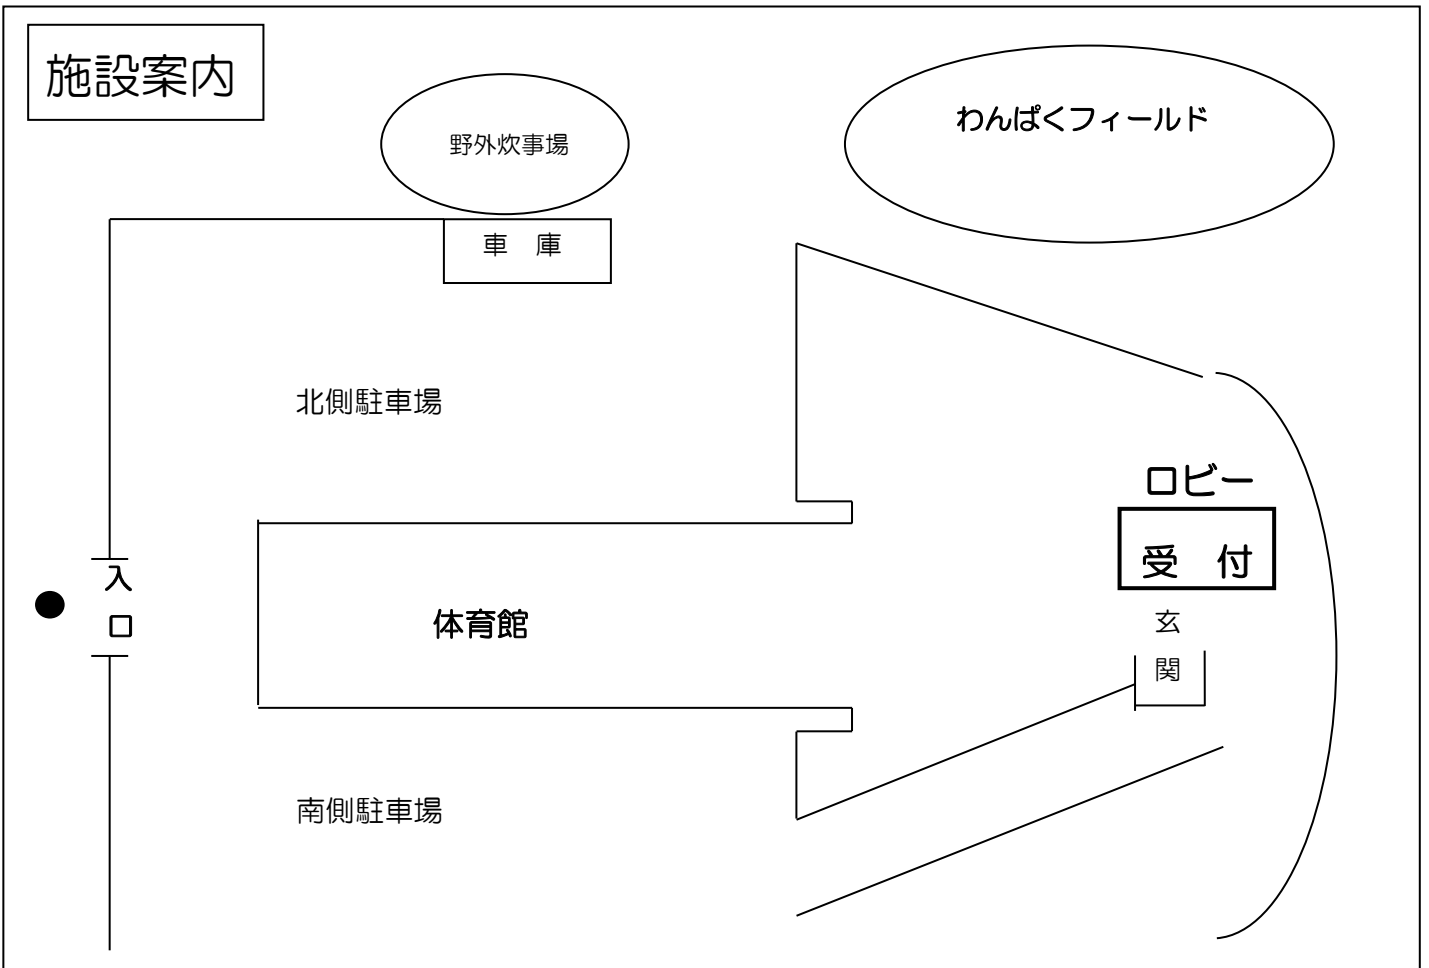 施設案内
わんぱくフィールド
野外炊事場
車　庫
北側駐車場
ロビー
受　付
入
口
体育館
玄
関
南側駐車場